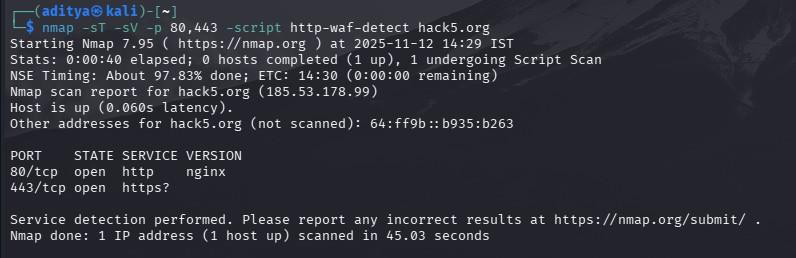 ┌──(aditya㉿kali)-[~]
└─$ nmap -sT -sV -p 80,443 -script http-waf-detect hack5.org
Starting Nmap 7.95 ( https://nmap.org ) at 2025-11-12 14:29 IST
Stats: 0:00:40 elapsed; 0 hosts completed (1 up), 1 undergoing Script Scan
NSE Timing: About 97.83% done; ETC: 14:30 (0:00:00 remaining)
Nmap scan report for hack5.org (185.53.178.99)
Host is up (0.060s latency).
Other addresses for hack5.org (not scanned): 64:ff9b::b935:b263

PORT    STATE SERVICE VERSION
80/tcp  open  http    nginx
443/tcp open  https?

Service detection performed. Please report any incorrect results at https://nmap.org/submit/ .
Nmap done: 1 IP address (1 host up) scanned in 45.03 seconds